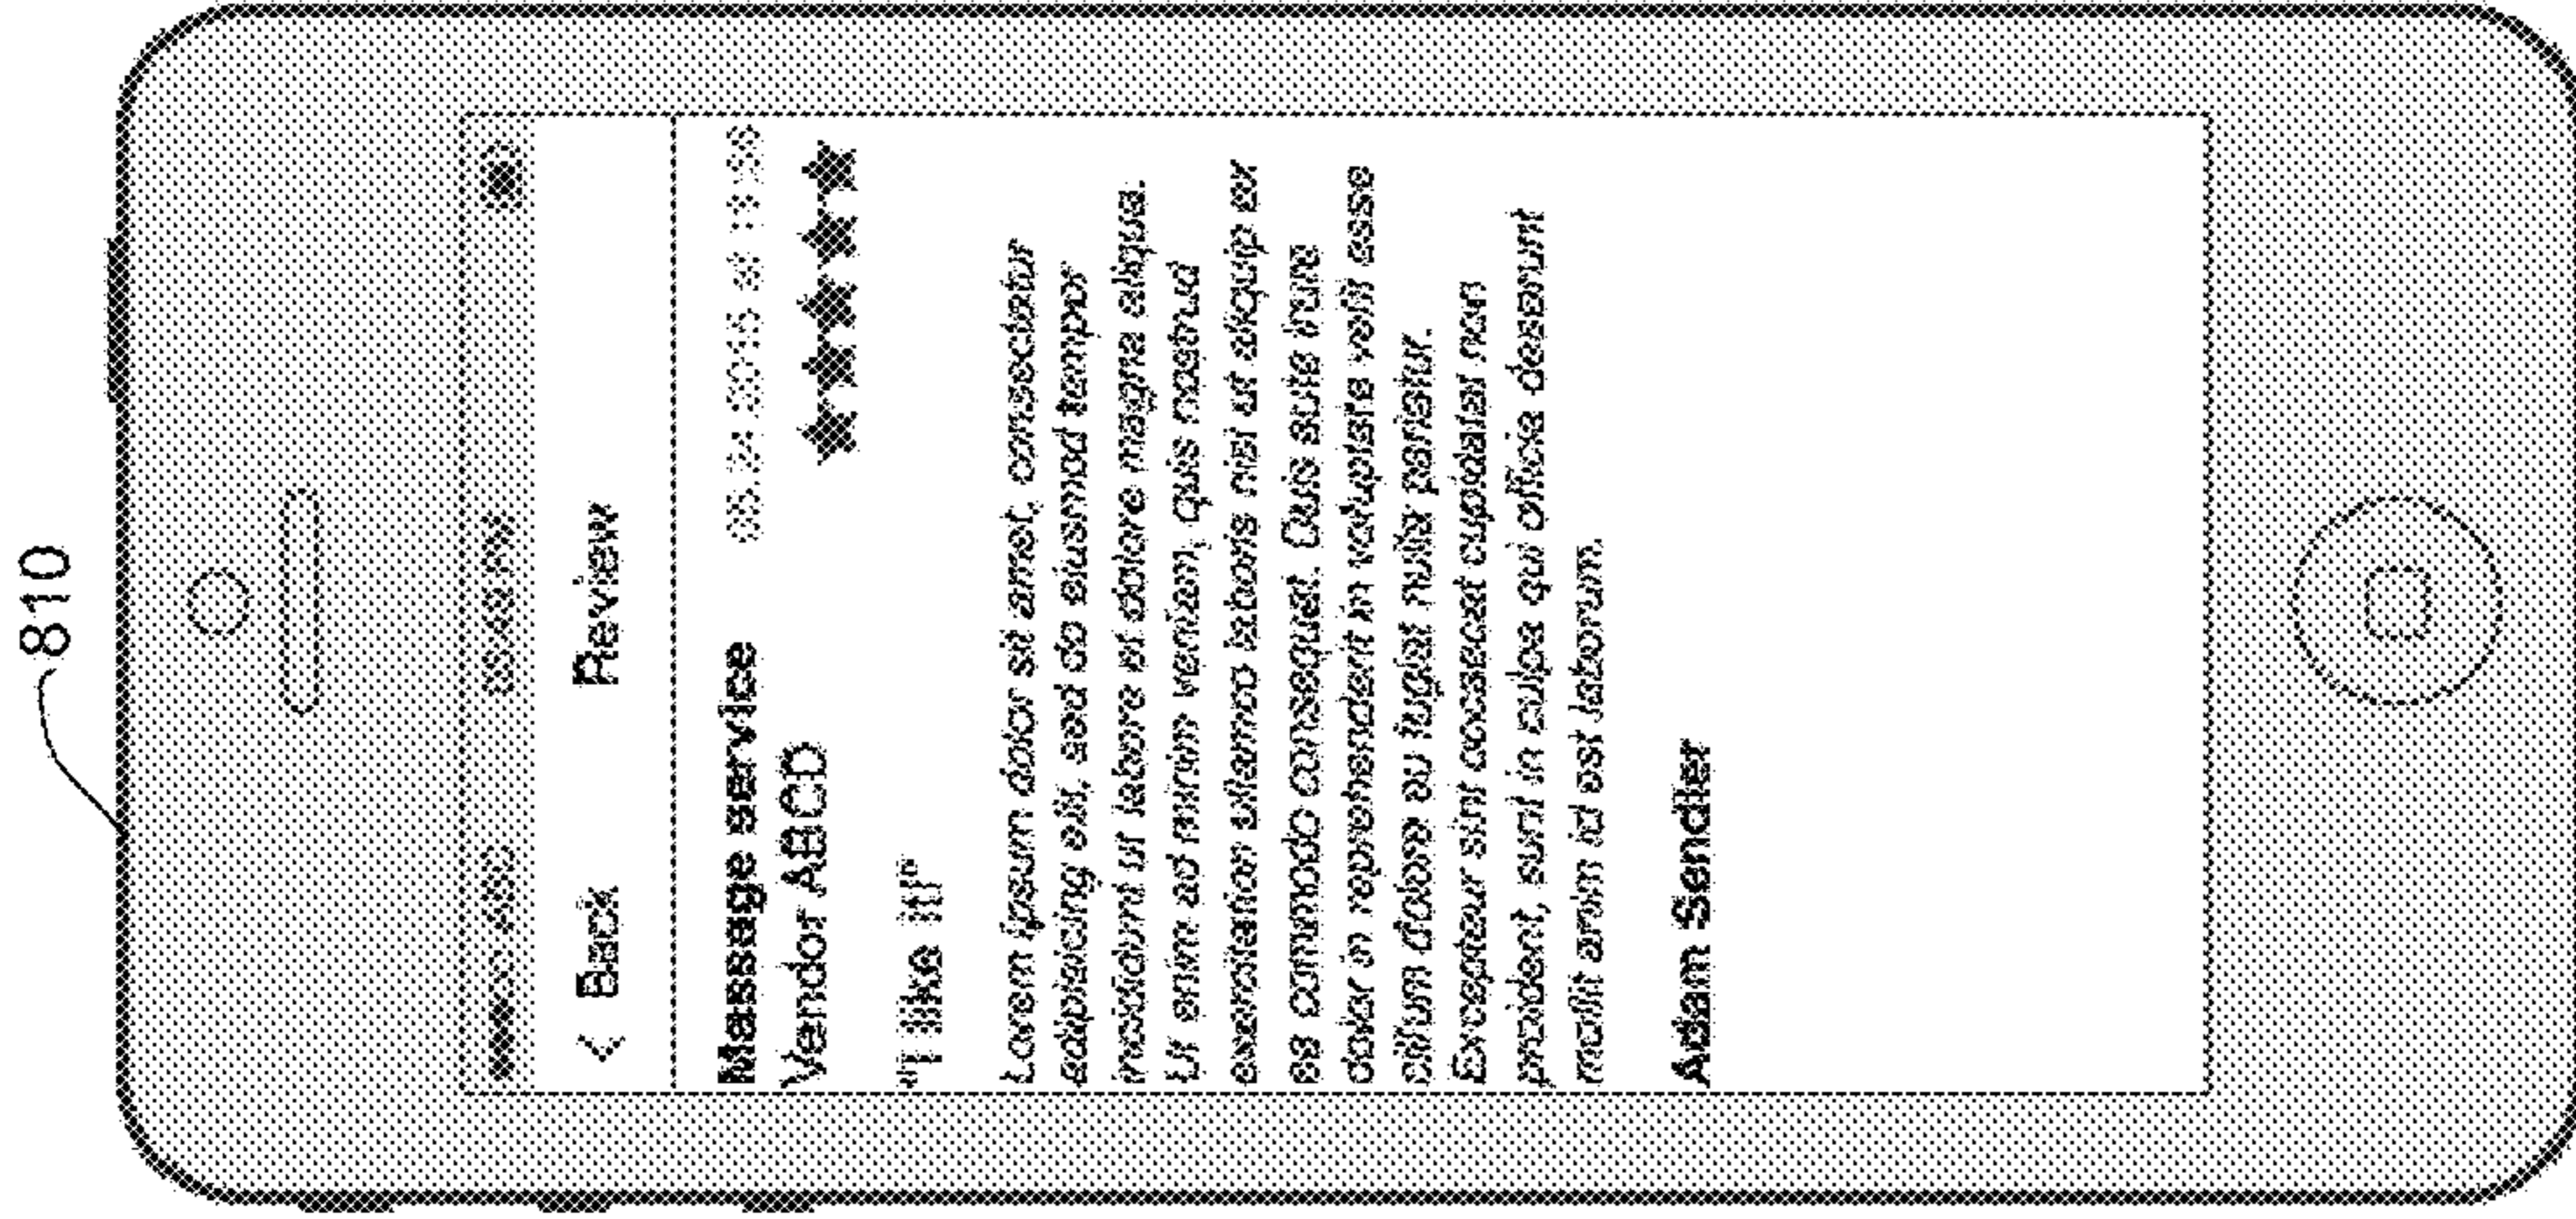 810
Back Review
Massage service
Vendor ABCD
"I like it!"
Lorem ipsum dolor sit amet, consectetur
adipiscing elit, sed do eiusmod tempor
incididunt ut labore et dolore magna aliqua.
Ut enim ad minim veniam, quis nostrud
exercitation ullamco laboris nisi ut aliquip ex
ea commodo consequat. Duis aute irure
dolor in reprehenderit in voluptate velit esse
cillum dolore eu fugiat nulla pariatur.
Excepteur sint occaecat cupidatat non
proident, sunt in culpa qui officia deserunt
mollit anim id est laborum.
Adam Sendler